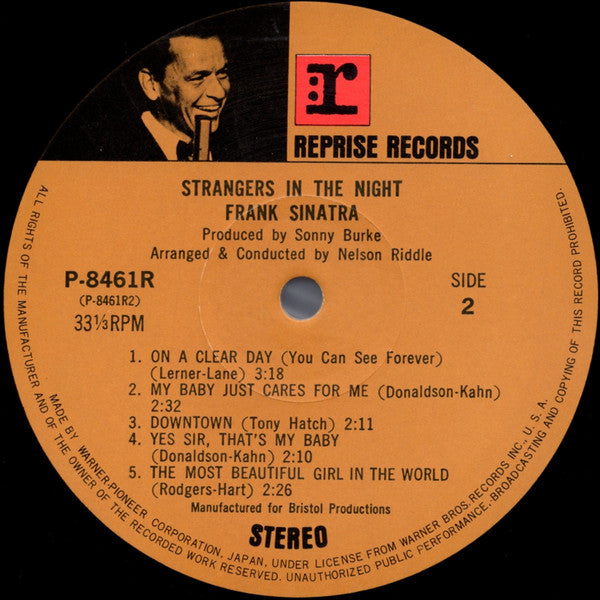 r
REPRISE RECORDS
STRANGERS IN THE NIGHT
FRANK SINATRA
Produced by Sonny Burke
Arranged & Conducted by Nelson Riddle
P-8461R
(P-8461R2)
33⅓RPM
SIDE
2
1. ON A CLEAR DAY (You Can See Forever)
(Lerner-Lane) 3:18
2. MY BABY JUST CARES FOR ME (Donaldson-Kahn)
2:32
3. DOWNTOWN (Tony Hatch) 2:11
4. YES SIR, THAT'S MY BABY
(Donaldson-Kahn) 2:10
5. THE MOST BEAUTIFUL GIRL IN THE WORLD
(Rodgers-Hart) 2:26
Manufactured for Bristol Productions
STEREO
MADE BY WARNER-PIONEER CORPORATION, JAPAN, UNDER LICENSE FROM WARNER BROS. RECORDS INC., U.S.A.
ALL RIGHTS OF THE MANUFACTURER AND OF THE OWNER OF THE RECORDED WORK RESERVED. UNAUTHORIZED PUBLIC PERFORMANCE, BROADCASTING AND COPYING OF THIS RECORD PROHIBITED.